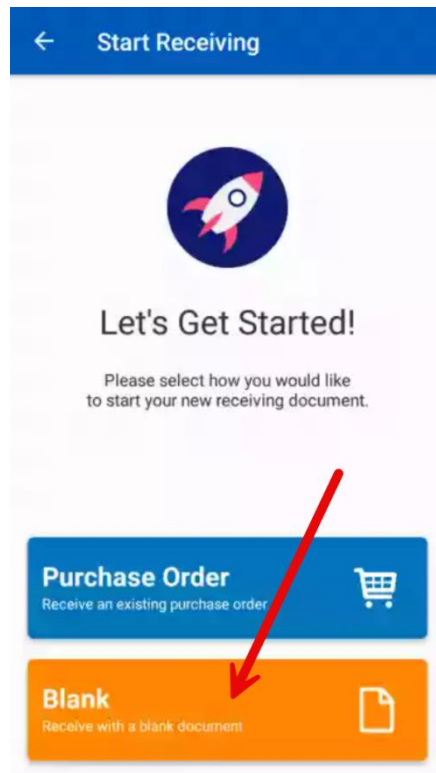 Start Receiving
Let's Get Started!
Please select how you would like
to start your new receiving document.
Purchase Order
Receive an existing purchase order
Blank
Receive with a blank document